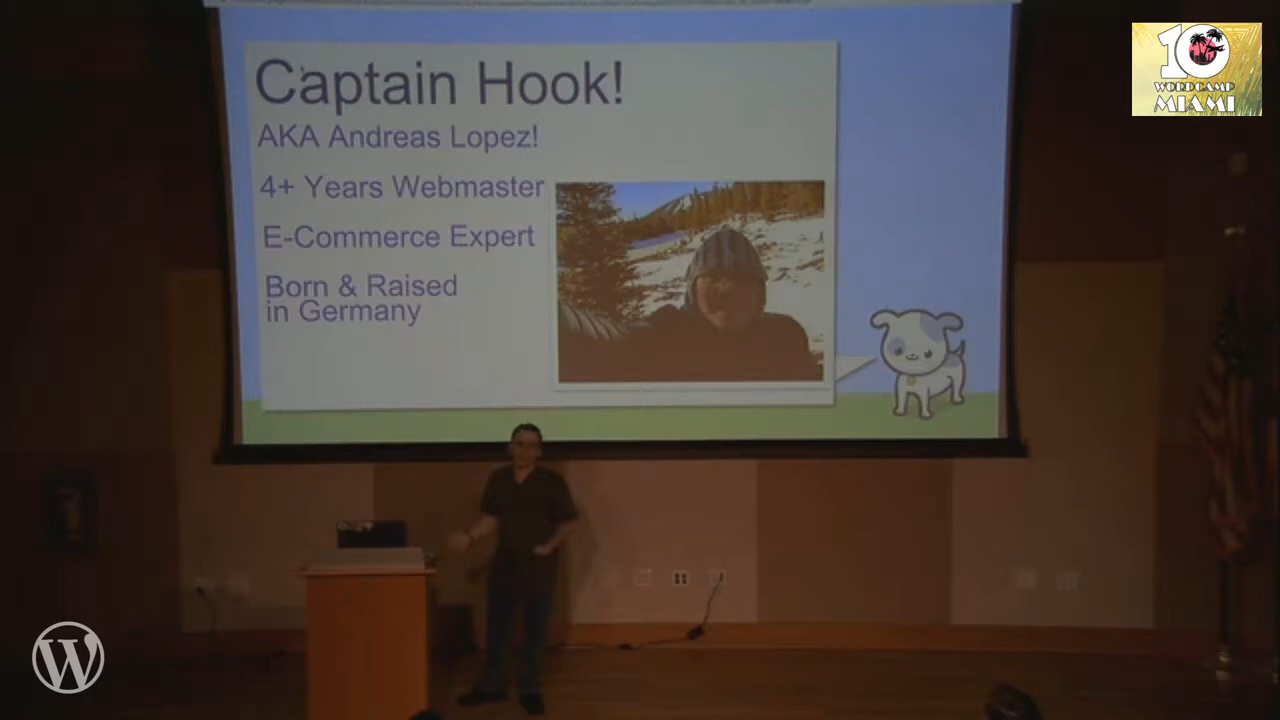 Captain Hook!
AKA Andreas Lopez!
4+ Years Webmaster
E-Commerce Expert
Born & Raised
in Germany
10
WORDCAMP
MIAMI
W